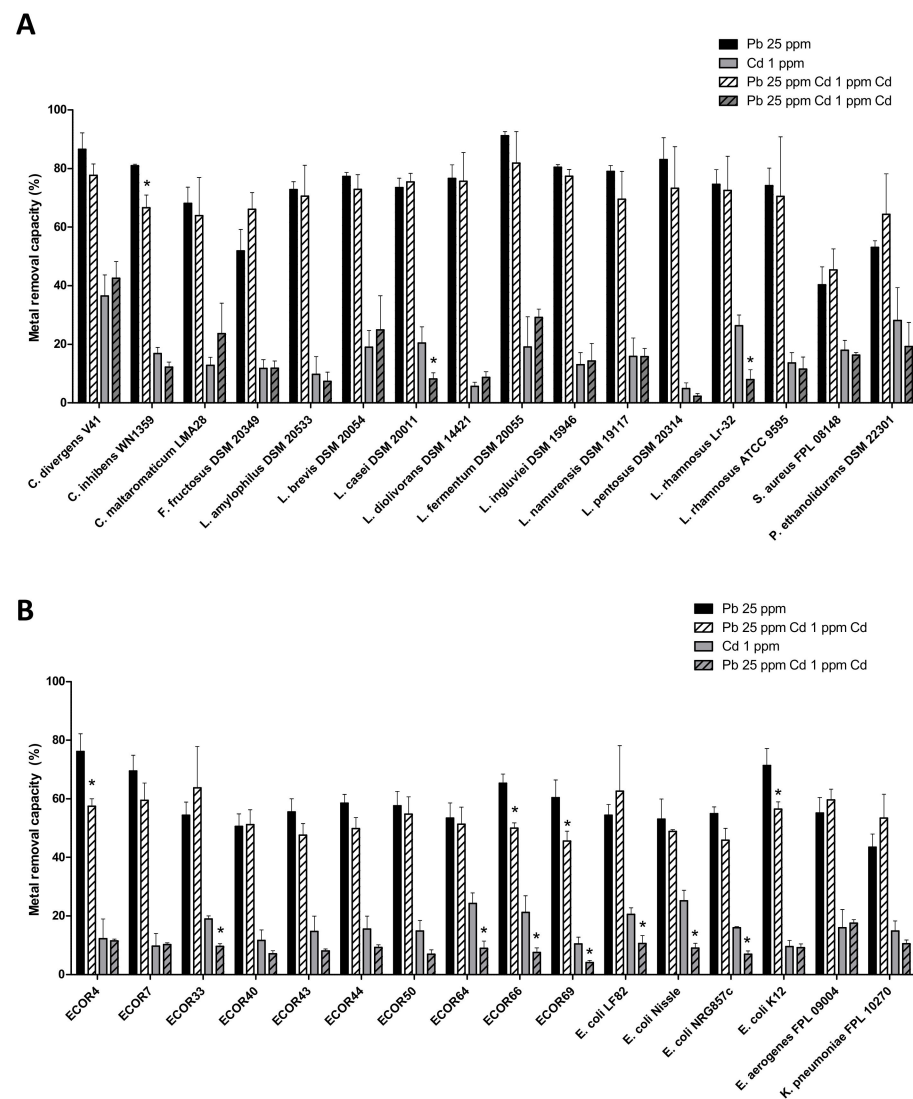 A
Pb 25 ppm
Cd 1 ppm
Pb 25 ppm Cd 1 ppm Cd
Pb 25 ppm Cd 1 ppm Cd
Metal removal capacity (%)
100
80
60
40
20
0
*
*
*
C. divergens V41
C. inhibens WN1359
C. maltaromaticum LMA28
F. fructosus DSM 20349
L. amylophilus DSM 20533
L. brevis DSM 20054
L. casei DSM 20011
L. diolivorans DSM 14421
L. fermentum DSM 20055
L. ingluviei DSM 15946
L. namurensis DSM 19117
L. pentosus DSM 20314
L. rhamnosus Lr-32
L. rhamnosus ATCC 9595
S. aureus FPL 08148
P. ethanolidurans DSM 22301
B
Pb 25 ppm
Pb 25 ppm Cd 1 ppm Cd
Cd 1 ppm
Pb 25 ppm Cd 1 ppm Cd
Metal removal capacity (%)
100
80
60
40
20
0
*
*
*
*
*
*
*
*
*
*
*
ECOR4
ECOR7
ECOR33
ECOR40
ECOR43
ECOR44
ECOR50
ECOR64
ECOR66
ECOR69
E. coli LF82
E. coli Nissle
E. coli NRG857c
E. coli K12
E. aerogenes FPL 09004
K. pneumoniae FPL 10270